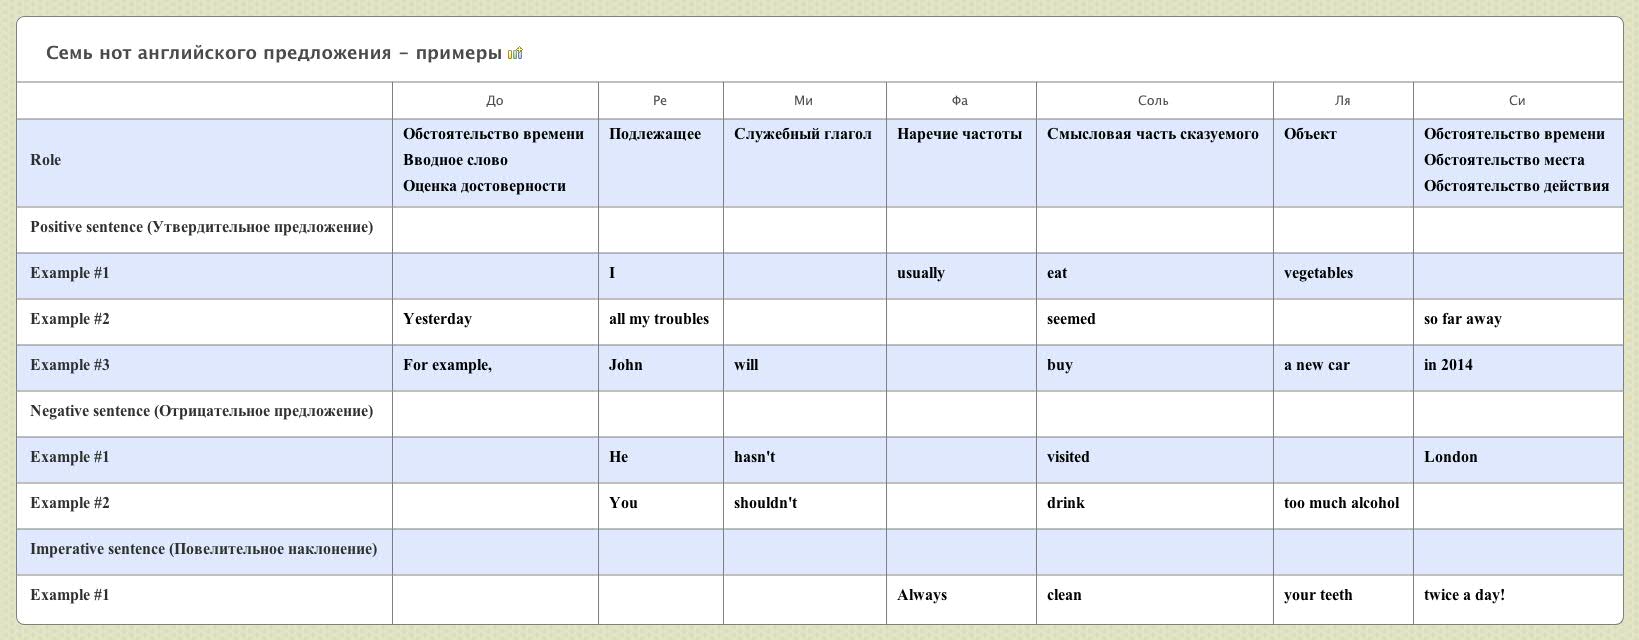 Семь нот английского предложения – примеры
До Ре Ми Фа Соль Ля Си
Role
Обстоятельство времени Подлежащее Служебный глагол Наречие частоты Смысловая часть сказуемого Объект Обстоятельство времени
Вводное слово Обстоятельство места
Оценка достоверности Обстоятельство действия
Positive sentence (Утвердительное предложение)
Example #1 I usually eat vegetables
Example #2 Yesterday all my troubles seemed so far away
Example #3 For example, John will buy a new car in 2014
Negative sentence (Отрицательное предложение)
Example #1 He hasn't visited London
Example #2 You shouldn't drink too much alcohol
Imperative sentence (Повелительное наклонение)
Example #1 Always clean your teeth twice a day!